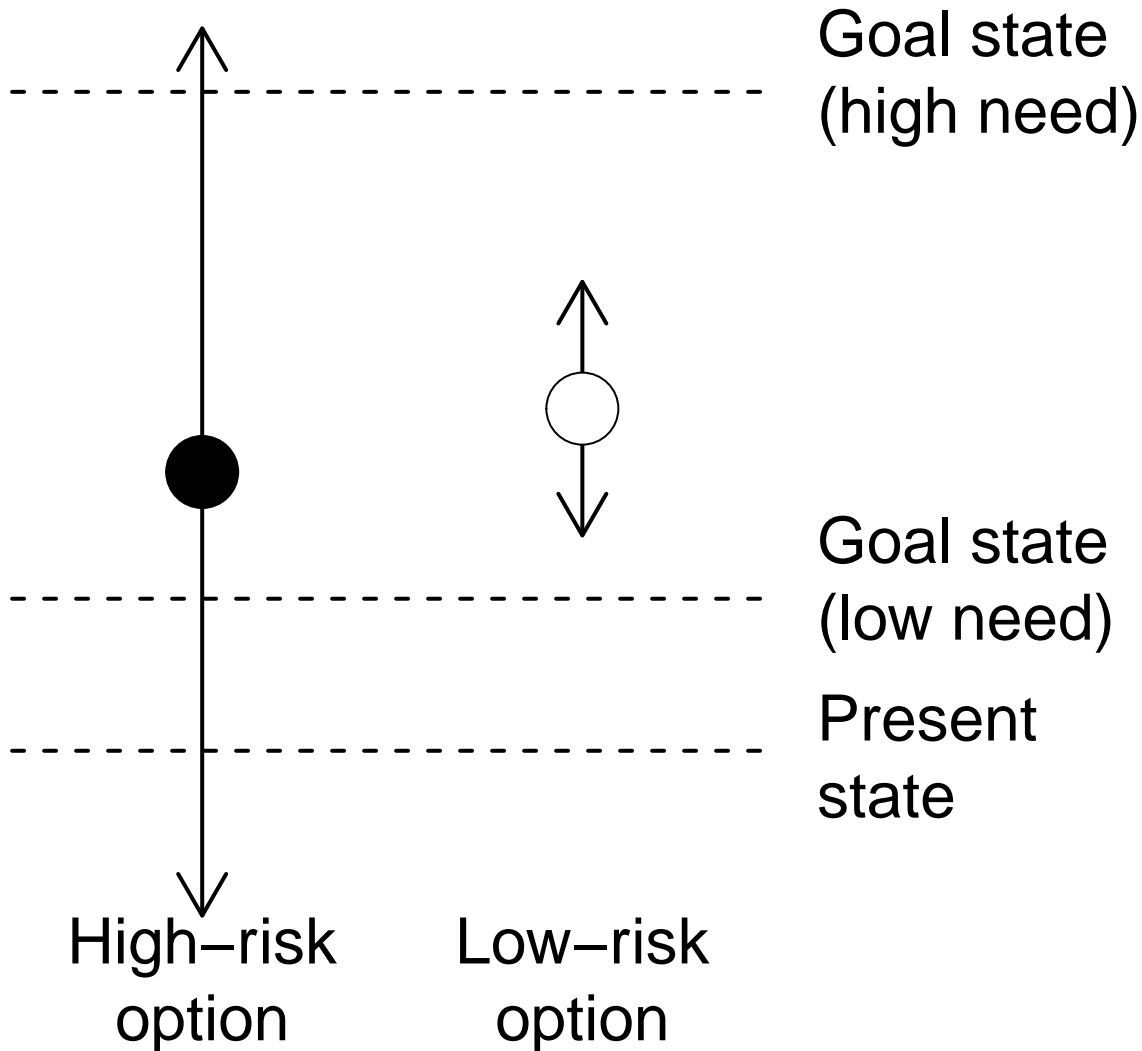 Goal state
(high need)
Goal state
(low need)
Present
state
High–risk
option
Low–risk
option